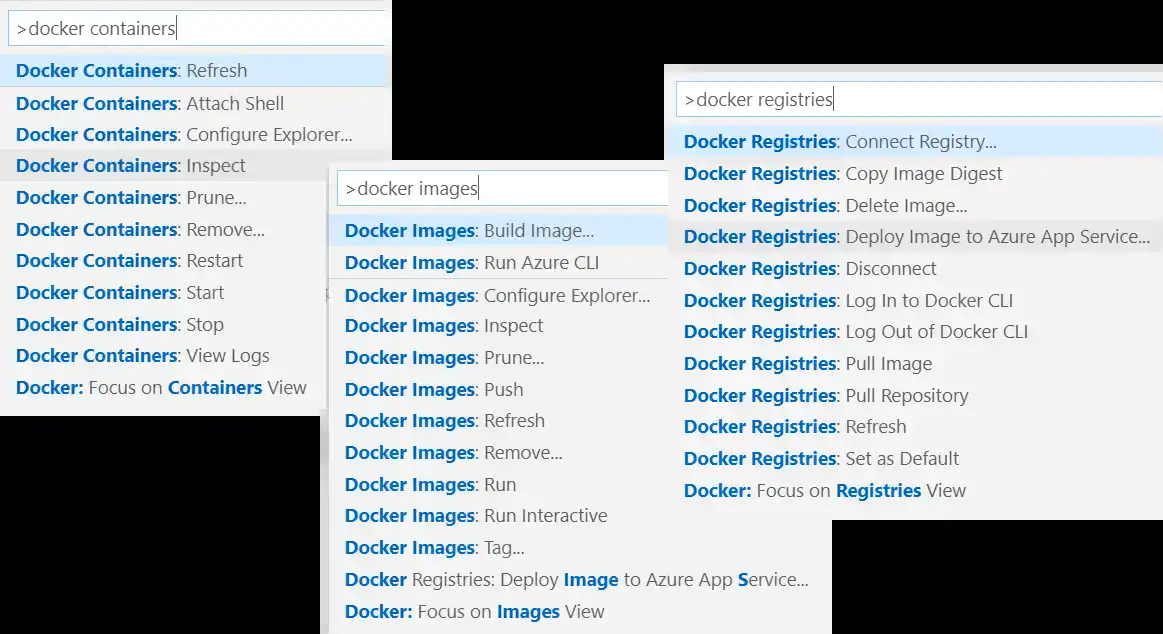 >docker containers
Docker Containers: Refresh
Docker Containers: Attach Shell
Docker Containers: Configure Explorer...
Docker Containers: Inspect
Docker Containers: Prune...
Docker Containers: Remove...
Docker Containers: Restart
Docker Containers: Start
Docker Containers: Stop
Docker Containers: View Logs
Docker: Focus on Containers View
>docker images
Docker Images: Build Image...
Docker Images: Run Azure CLI
Docker Images: Configure Explorer...
Docker Images: Inspect
Docker Images: Prune...
Docker Images: Push
Docker Images: Refresh
Docker Images: Remove...
Docker Images: Run
Docker Images: Run Interactive
Docker Images: Tag...
Docker Registries: Deploy Image to Azure App Service...
Docker: Focus on Images View
>docker registries
Docker Registries: Connect Registry...
Docker Registries: Copy Image Digest
Docker Registries: Delete Image...
Docker Registries: Deploy Image to Azure App Service...
Docker Registries: Disconnect
Docker Registries: Log In to Docker CLI
Docker Registries: Log Out of Docker CLI
Docker Registries: Pull Image
Docker Registries: Pull Repository
Docker Registries: Refresh
Docker Registries: Set as Default
Docker: Focus on Registries View